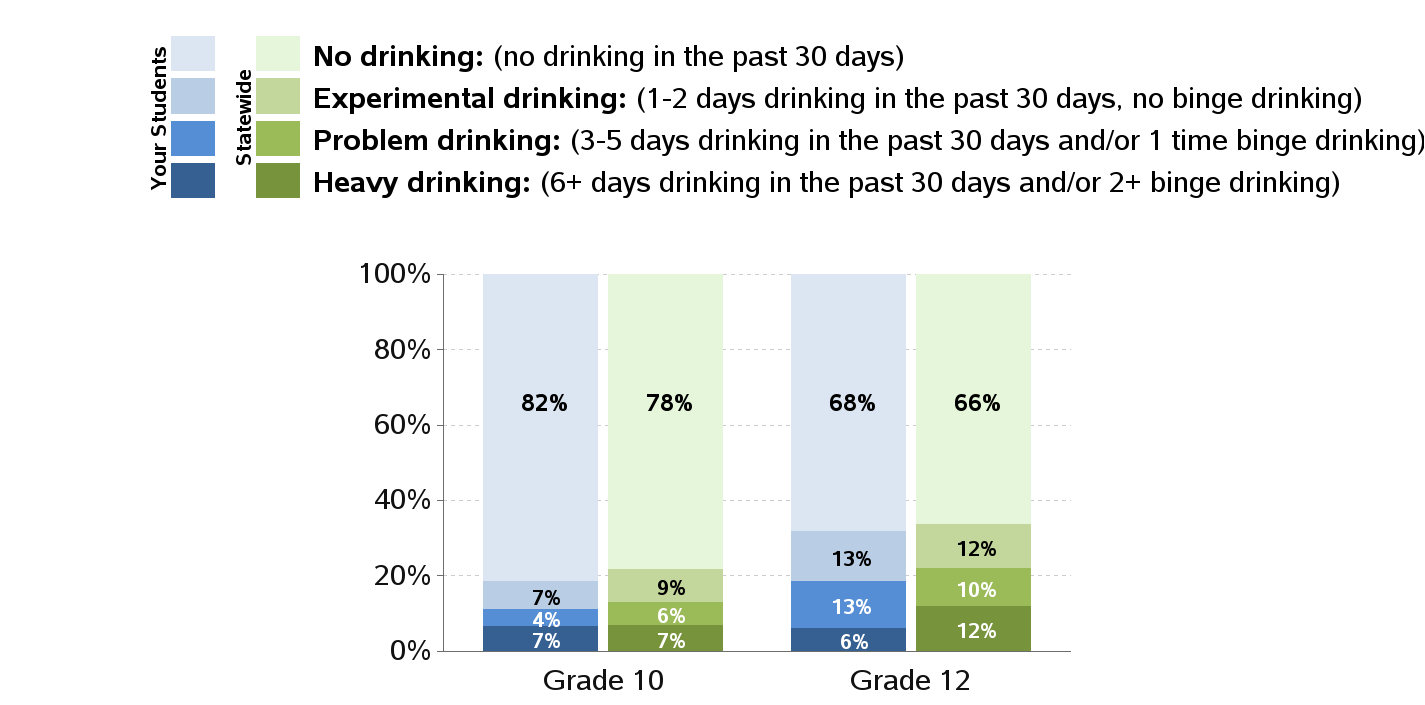 Your Students
Statewide
No drinking: (no drinking in the past 30 days)
Experimental drinking: (1-2 days drinking in the past 30 days, no binge drinking)
Problem drinking: (3-5 days drinking in the past 30 days and/or 1 time binge drinking)
Heavy drinking: (6+ days drinking in the past 30 days and/or 2+ binge drinking)
100%
80%
82% 78% 68% 66%
60%
40%
13% 12%
20%
7% 9% 13% 10%
4% 6%
7% 7% 6% 12%
0%
Grade 10 Grade 12